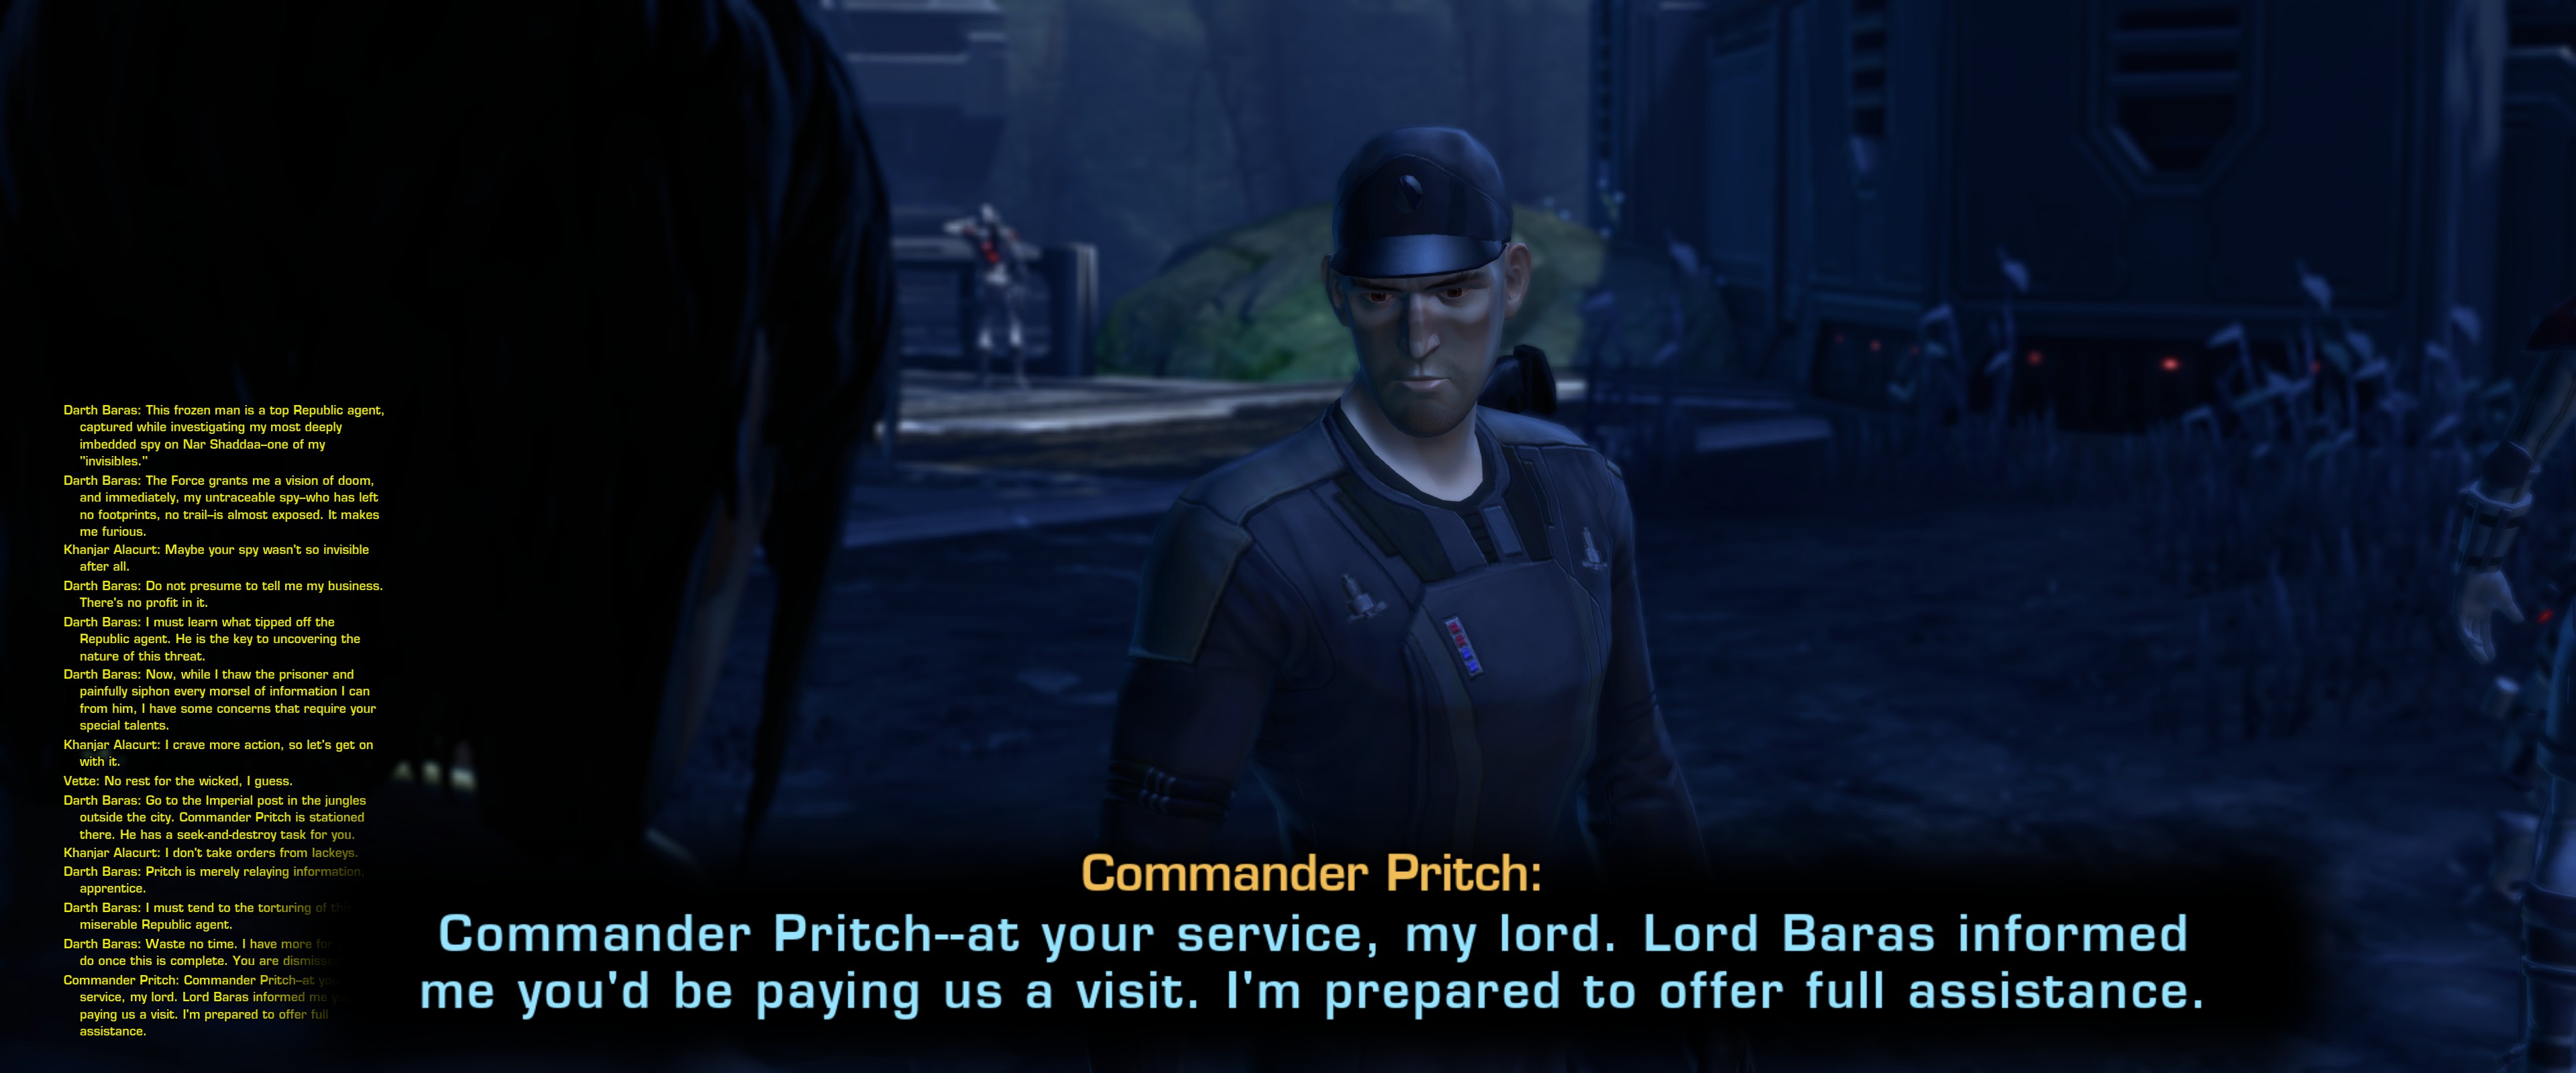 Darth Baras: This frozen man is a top Republic agent,
captured while investigating my most deeply
imbedded spy on Nar Shaddaa--one of my
"invisibles."
Darth Baras: The Force grants me a vision of doom,
and immediately, my untraceable spy--who has left
no footprints, no trail--is almost exposed. It makes
me furious.
Khanjar Alacurt: Maybe your spy wasn't so invisible
after all.
Darth Baras: Do not presume to tell me my business.
There's no profit in it.
Darth Baras: I must learn what tipped off the
Republic agent. He is the key to uncovering the
nature of this threat.
Darth Baras: Now, while I thaw the prisoner and
painfully siphon every morsel of information I can
from him, I have some concerns that require your
special talents.
Khanjar Alacurt: I crave more action, so let's get on
with it.
Vette: No rest for the wicked, I guess.
Darth Baras: Go to the Imperial post in the jungles
outside the city. Commander Pritch is stationed
there. He has a seek-and-destroy task for you.
Khanjar Alacurt: I don't take orders from lackeys.
Darth Baras: Pritch is merely relaying information,
apprentice.
Darth Baras: I must tend to the torturing of this
miserable Republic agent.
Darth Baras: Waste no time. I have more for
do once this is complete. You are dismissed
Commander Pritch: Commander Pritch--at you
service, my lord. Lord Baras informed me
paying us a visit. I'm prepared to offer full
assistance.
Commander Pritch:
Commander Pritch--at your service, my lord. Lord Baras informed
me you'd be paying us a visit. I'm prepared to offer full assistance.